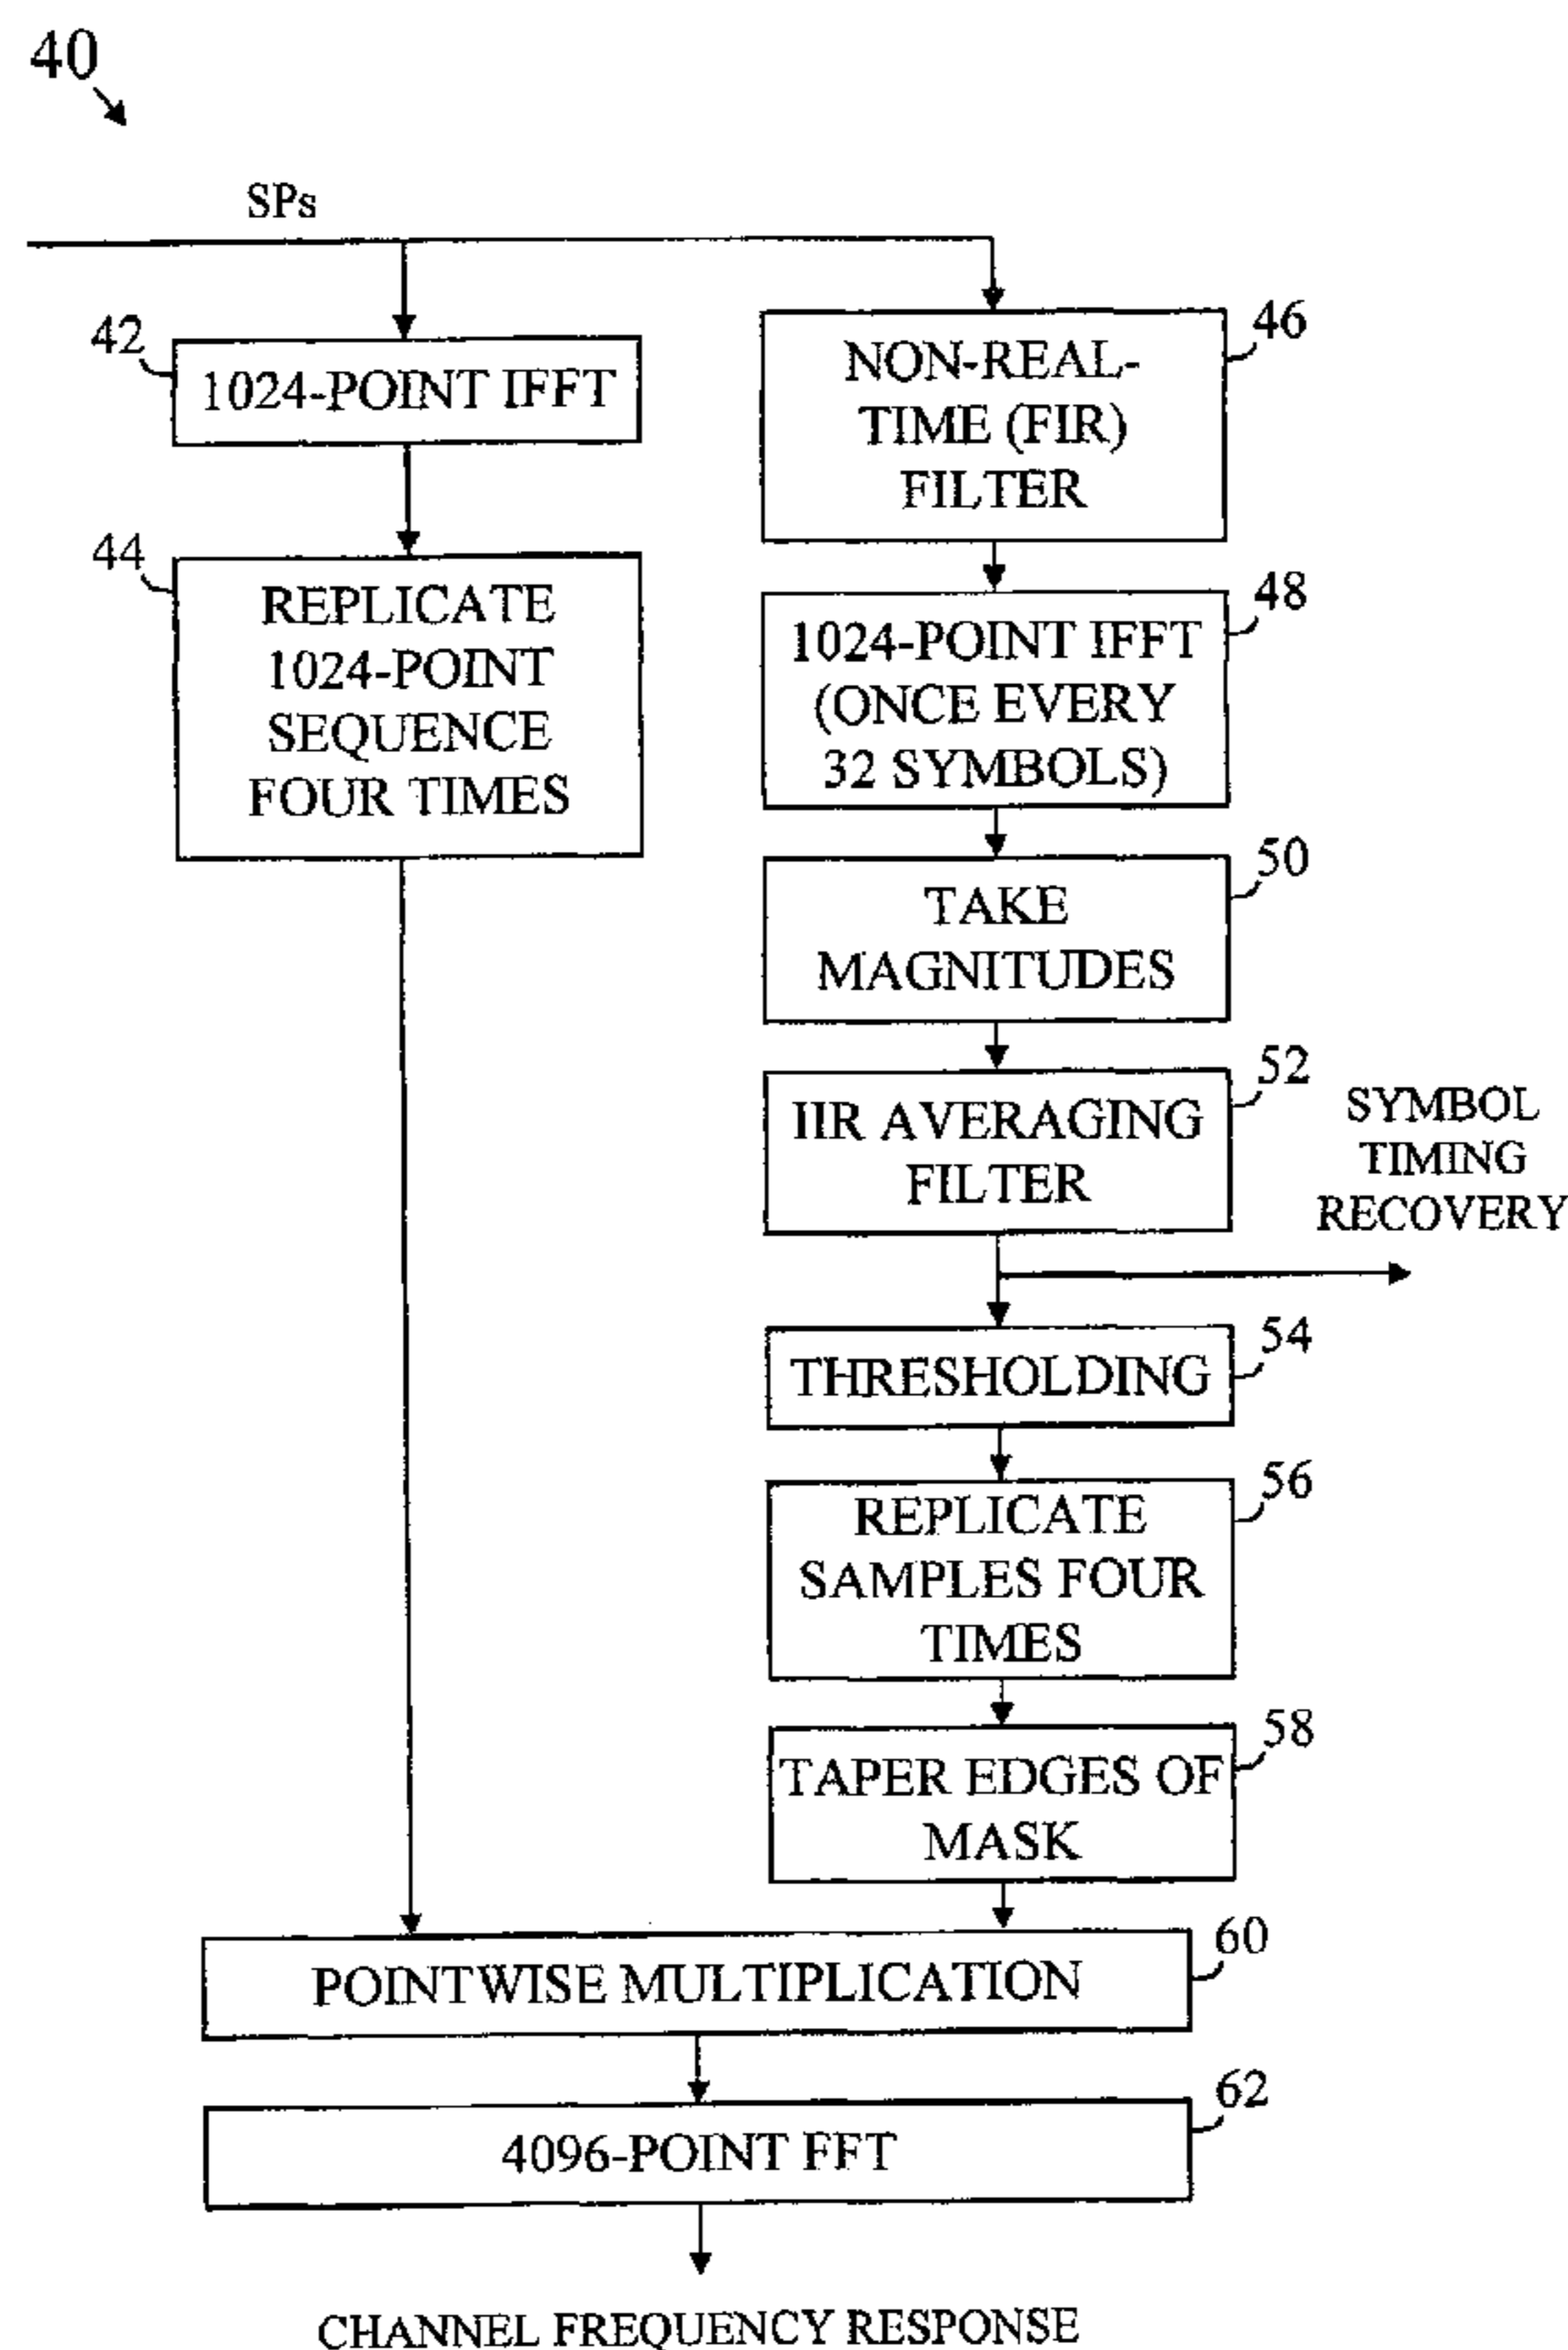 40
SPs
42
1024-POINT IFFT
44
REPLICATE
1024-POINT
SEQUENCE
FOUR TIMES
46
NON-REAL-
TIME (FIR)
FILTER
48
1024-POINT IFFT
(ONCE EVERY
32 SYMBOLS)
50
TAKE
MAGNITUDES
52
IIR AVERAGING
FILTER
SYMBOL
TIMING
RECOVERY
54
THRESHOLDING
56
REPLICATE
SAMPLES FOUR
TIMES
58
TAPER EDGES OF
MASK
60
POINTWISE MULTIPLICATION
62
4096-POINT FFT
CHANNEL FREQUENCY RESPONSE